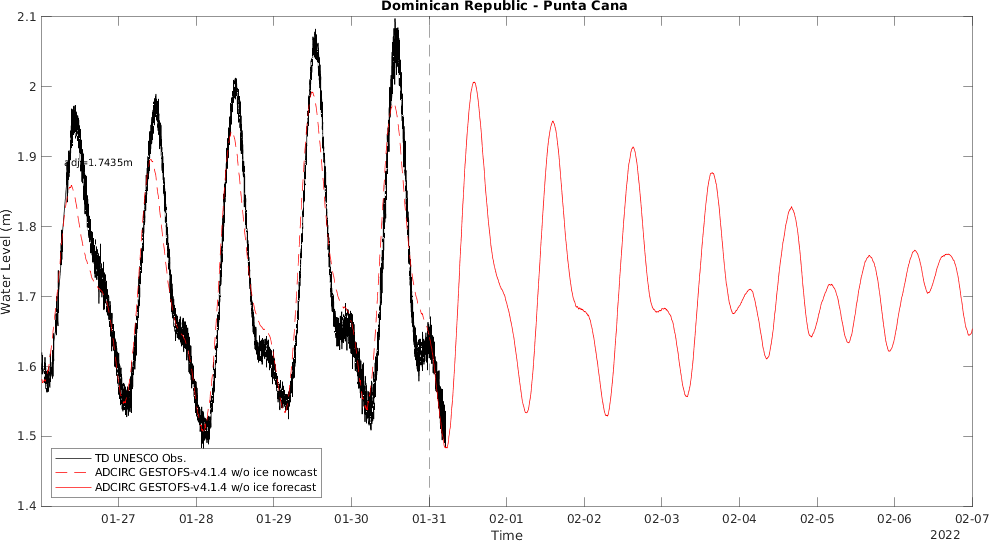 Dominican Republic - Punta Cana
2.1
2
1.9
1.8
1.7
1.6
1.5
1.4
Water Level (m)
adj=1.7435m
TD UNESCO Obs.
ADCIRC GESTOFS-v4.1.4 w/o ice nowcast
ADCIRC GESTOFS-v4.1.4 w/o ice forecast
01-27 01-28 01-29 01-30 01-31 02-01 02-02 02-03 02-04 02-05 02-06 02-07
Time
2022